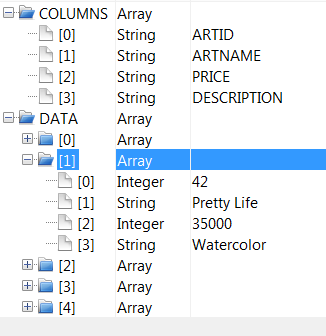 COLUMNS Array
[0] String ARTID
[1] String ARTNAME
[2] String PRICE
[3] String DESCRIPTION
DATA Array
[0] Array
[1] Array
[0] Integer 42
[1] String Pretty Life
[2] Integer 35000
[3] String Watercolor
[2] Array
[3] Array
[4] Array